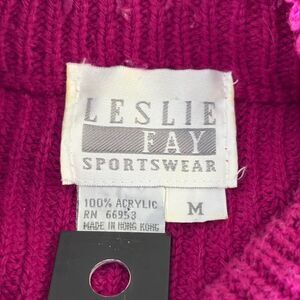 LESLIE
FAY
SPORTSWEAR
100% ACRYLIC
RN 66953
MADE IN HONG KONG
M